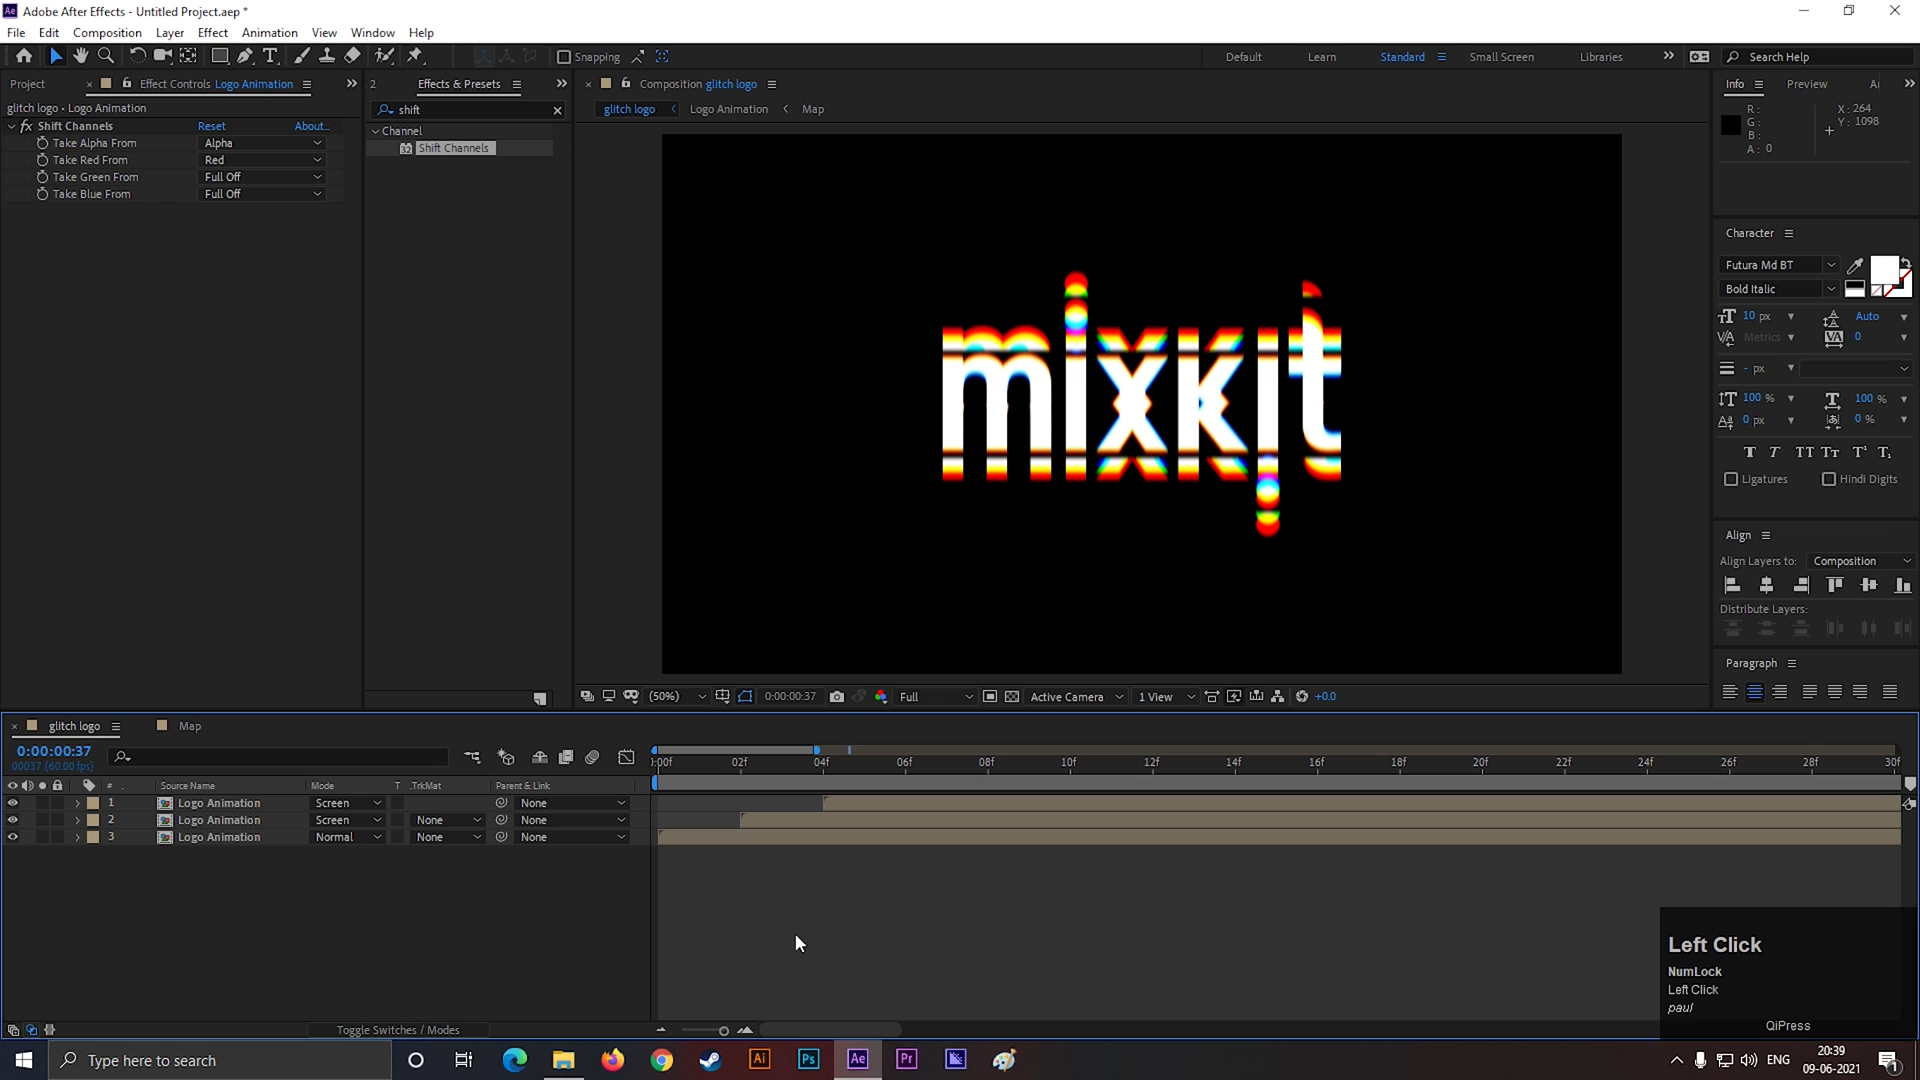 Ae Adobe After Effects - Untitled Project.aep *
File Edit Composition Layer Effect Animation View Window Help
Snapping Default Learn Standard Small Screen Libraries Search Help
Project Effect Controls Logo Animation
glitch logo • Logo Animation
fx Shift Channels Reset About...
Take Alpha From Alpha
Take Red From Red
Take Green From Full Off
Take Blue From Full Off
2 Effects & Presets
shift
Channel
32 Shift Channels
Composition glitch logo
glitch logo Logo Animation Map
mixkit
(50%) 0:00:00:37 Full Active Camera 1 View +0.0
Info Preview
R :
G :
B :
A : 0
X : 264
Y : 1098
Character
Futura Md BT
Bold Italic
10 px Auto
Metrics 0
- px
100 % 100 %
0 px 0 %
Ligatures Hindi Digits
Align
Align Layers to: Composition
Distribute Layers:
Paragraph
glitch logo Map
0:00:00:37
00037 (60.00 fps)
:00f 02f 04f 06f 08f 10f 12f 14f 16f 18f 20f 22f 24f 26f 28f 30f
# Source Name Mode T .TrkMat Parent & Link
1 Logo Animation Screen None
2 Logo Animation Screen None None
3 Logo Animation Normal None None
Toggle Switches / Modes
Left Click
NumLock
Left Click
paul
QiPress
Type here to search
Ai Ps Ae Pr
ENG
20:39
09-06-2021
1